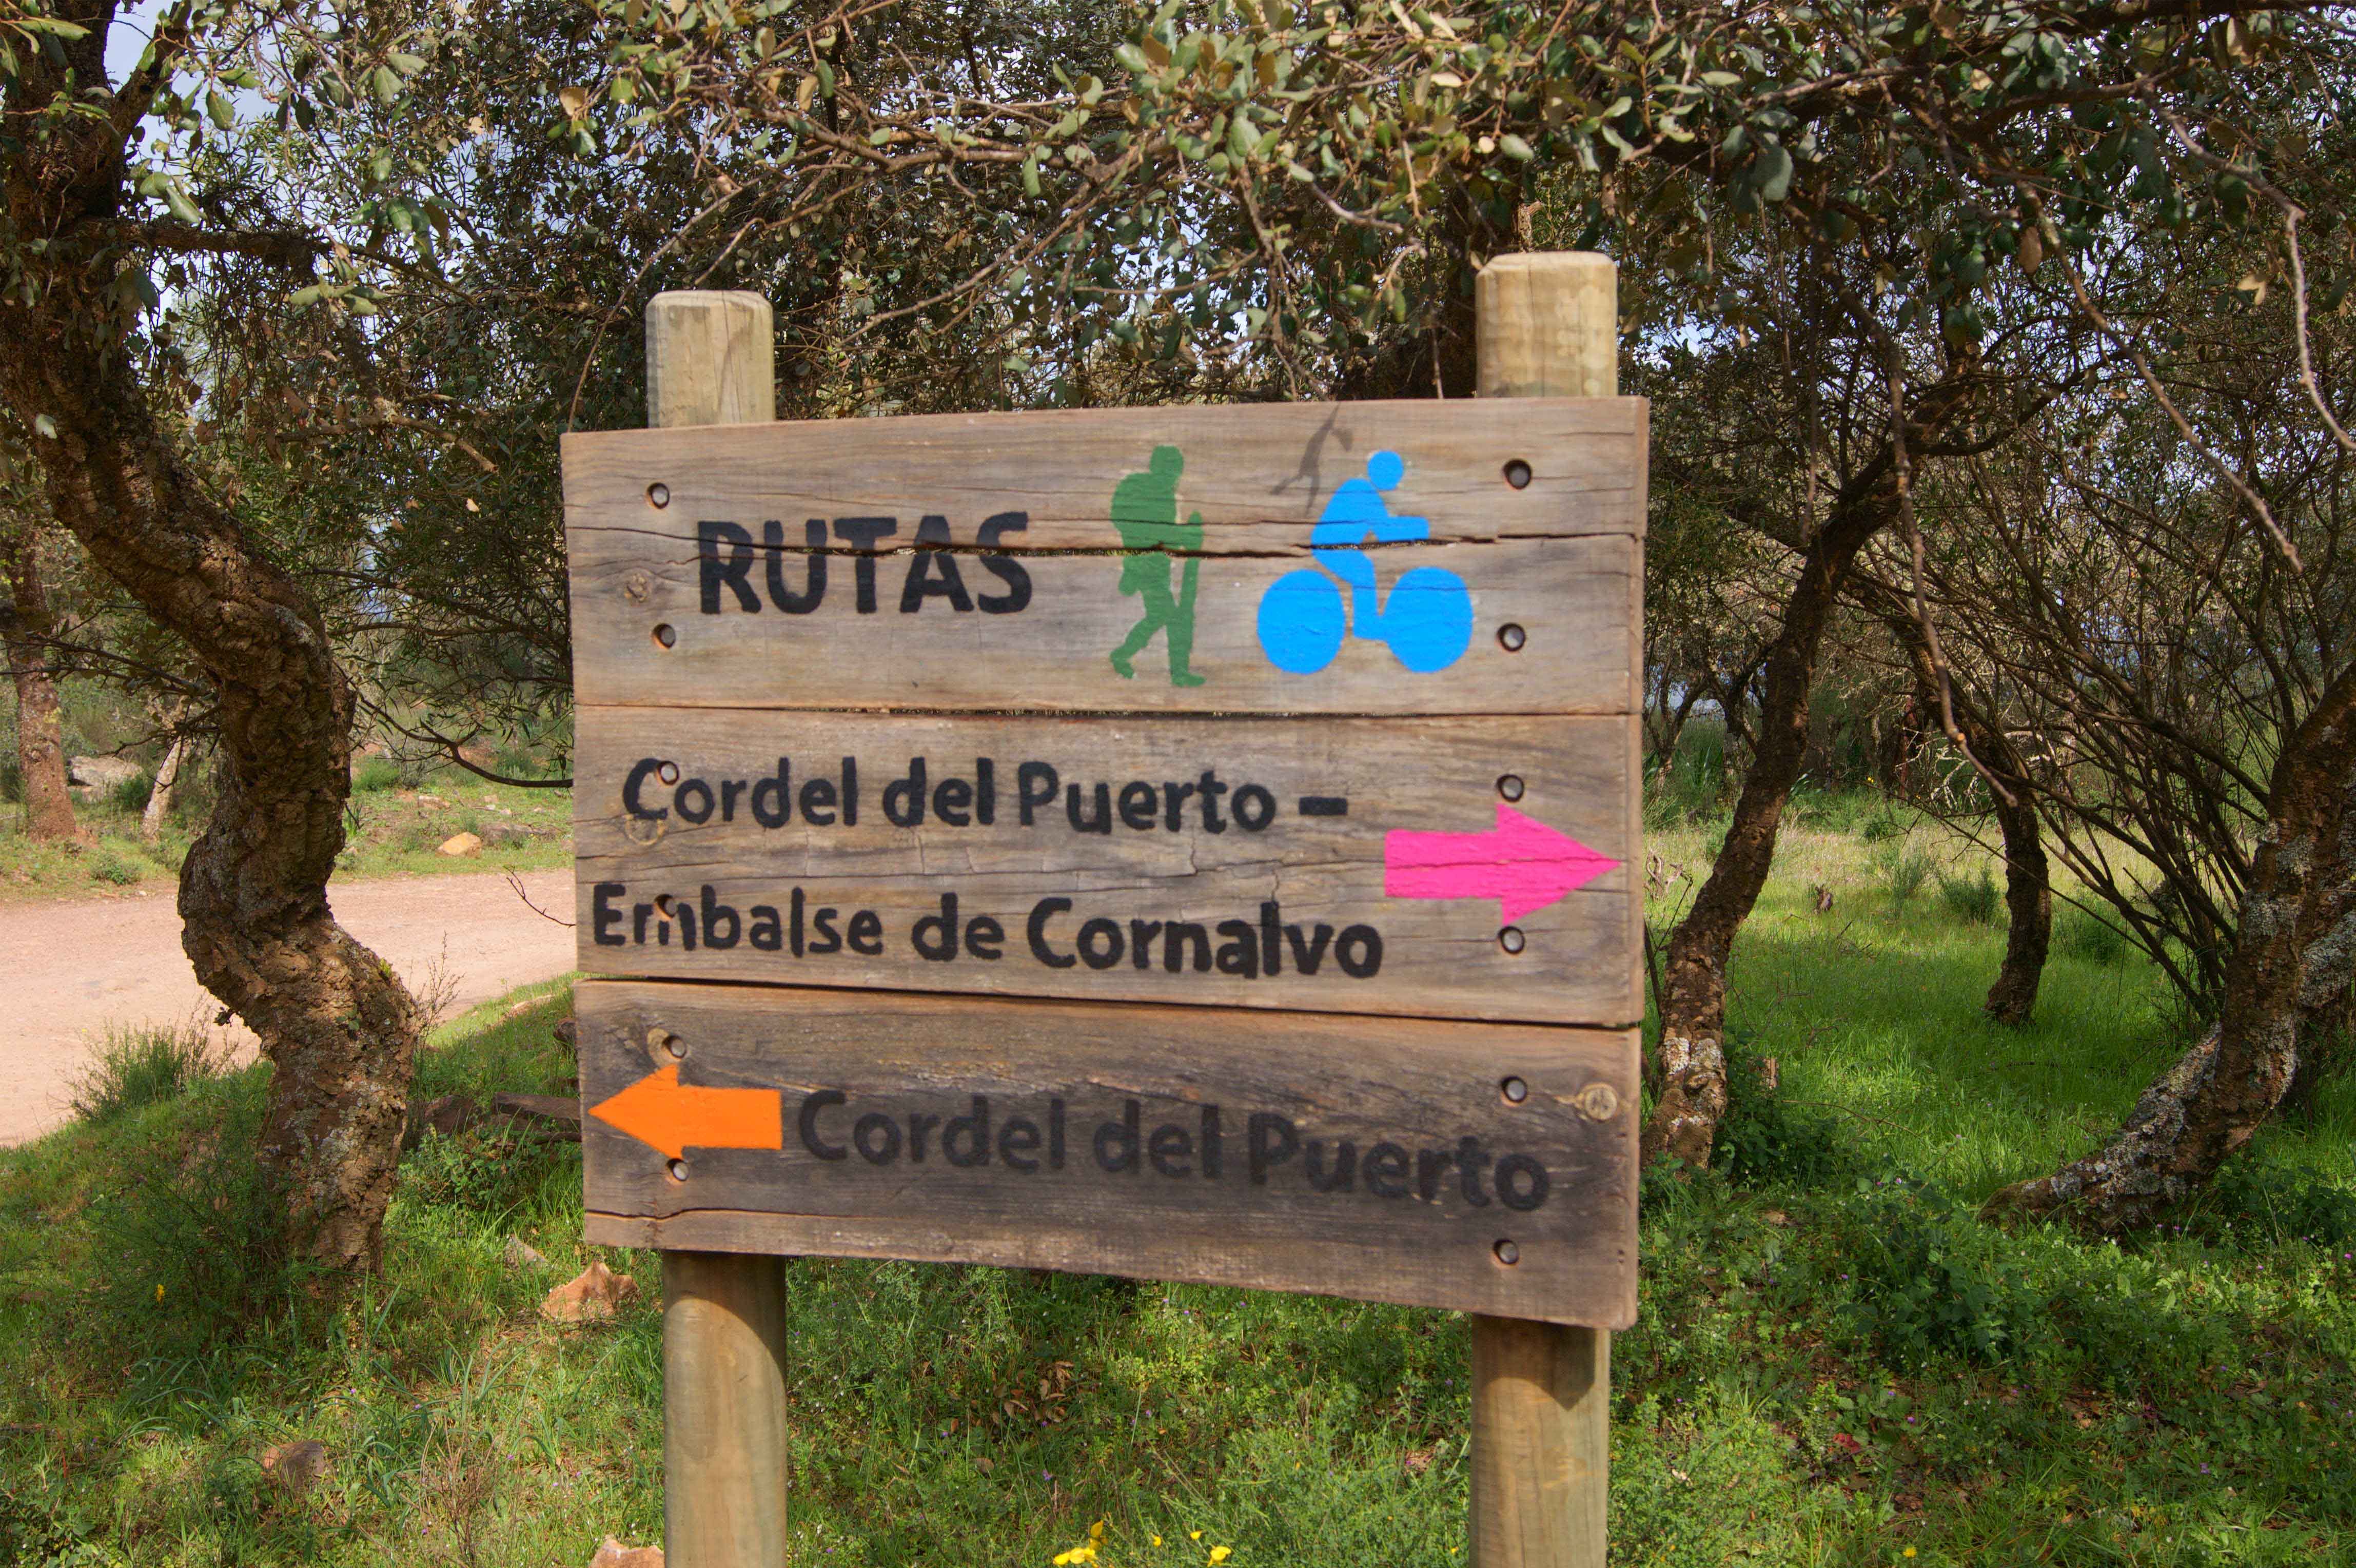 RUTAS
Cordel del Puerto -
Embalse de Cornalvo
Cordel del Puerto